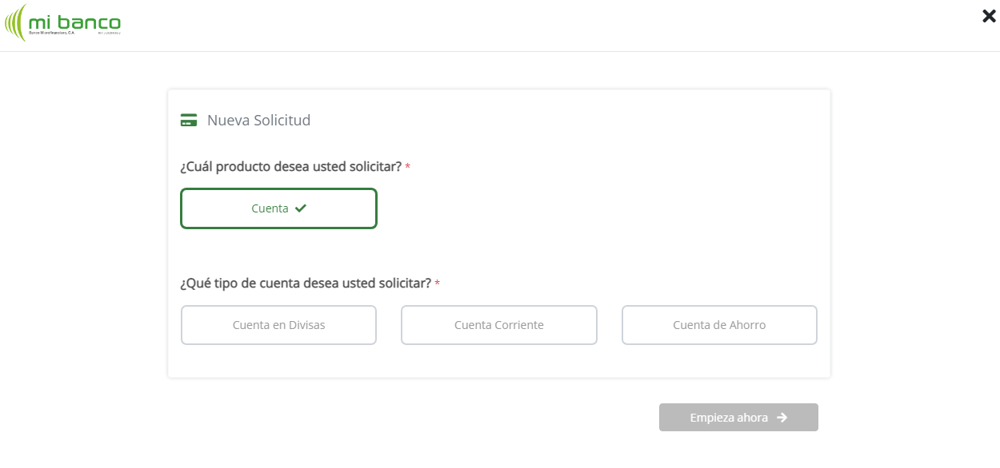 mi banco
Banco Microfinanciero, C.A.
Nueva Solicitud
¿Cuál producto desea usted solicitar? *
Cuenta
¿Qué tipo de cuenta desea usted solicitar? *
Cuenta en Divisas
Cuenta Corriente
Cuenta de Ahorro
Empieza ahora